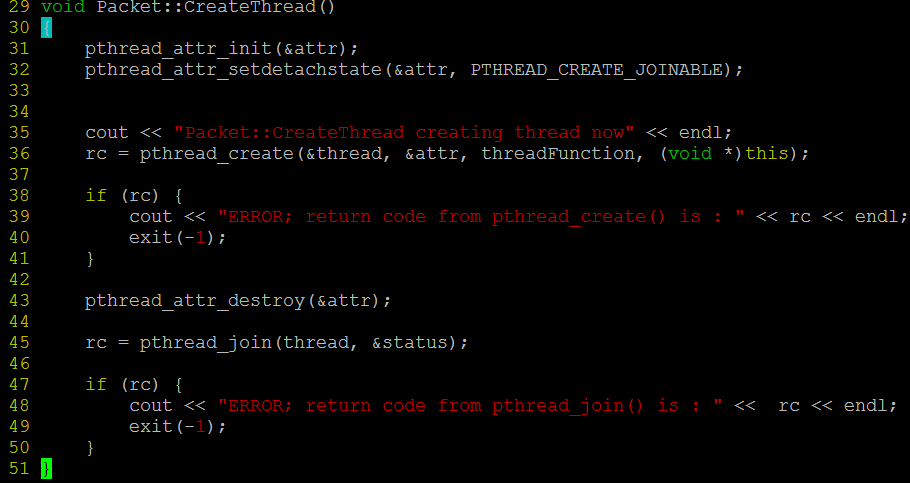 29 void Packet::CreateThread()
30 {
31     pthread_attr_init(&attr);
32     pthread_attr_setdetachstate(&attr, PTHREAD_CREATE_JOINABLE);
33
34
35     cout << "Packet::CreateThread creating thread now" << endl;
36     rc = pthread_create(&thread, &attr, threadFunction, (void *)this);
37
38     if (rc) {
39         cout << "ERROR; return code from pthread_create() is : " << rc << endl;
40         exit(-1);
41     }
42
43     pthread_attr_destroy(&attr);
44
45     rc = pthread_join(thread, &status);
46
47     if (rc) {
48         cout << "ERROR; return code from pthread_join() is : " <<  rc << endl;
49         exit(-1);
50     }
51 }